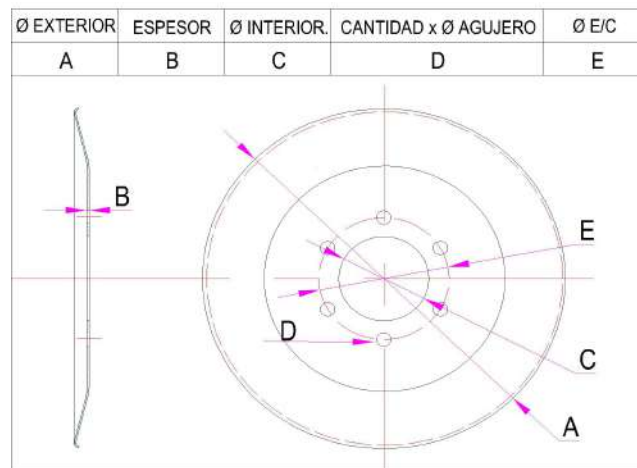 Ø EXTERIOR ESPESOR Ø INTERIOR. CANTIDAD x Ø AGUJERO Ø E/C
A B C D E
B
E
D
C
A